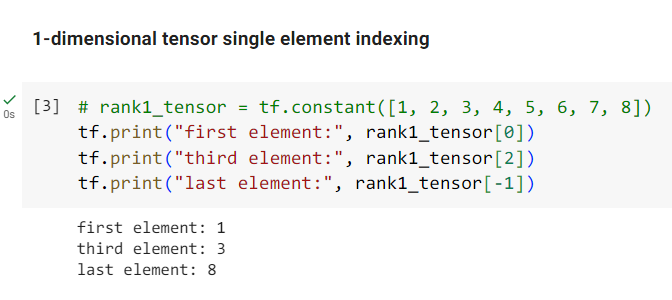 1-dimensional tensor single element indexing
[3] # rank1_tensor = tf.constant([1, 2, 3, 4, 5, 6, 7, 8])
0s
tf.print("first element:", rank1_tensor[0])
tf.print("third element:", rank1_tensor[2])
tf.print("last element:", rank1_tensor[-1])
first element: 1
third element: 3
last element: 8